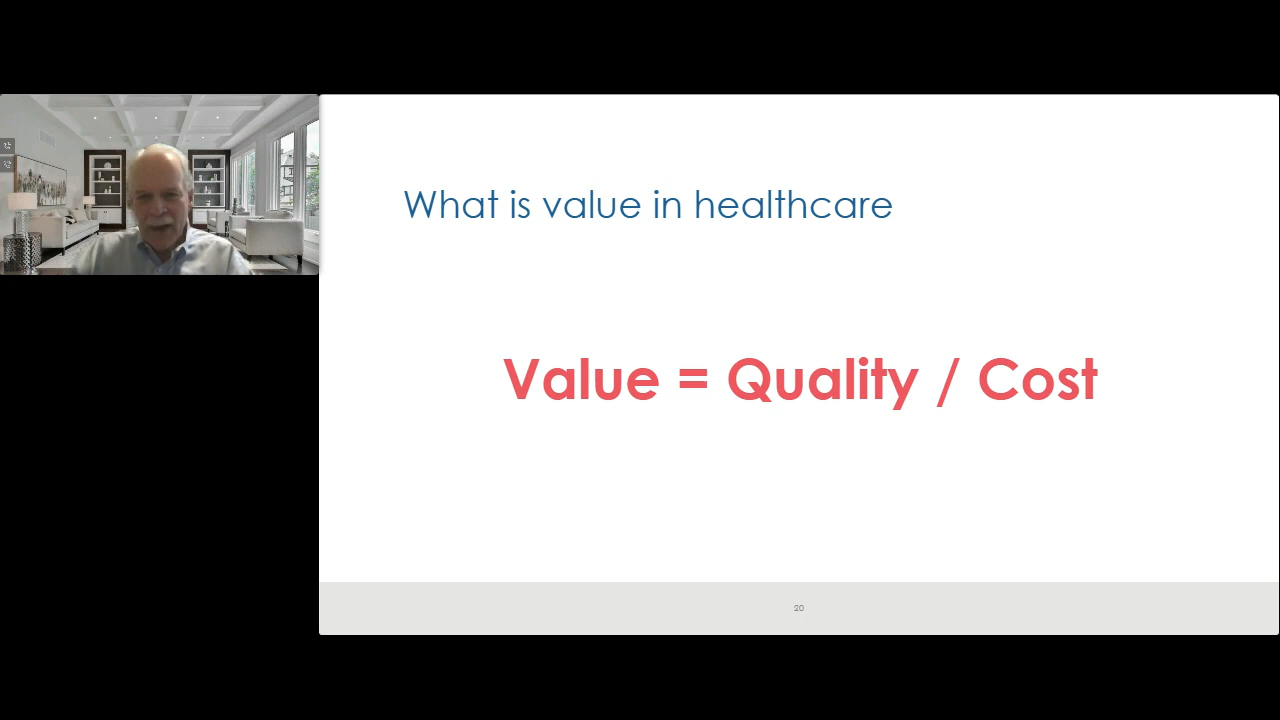 What is value in healthcare
Value = Quality / Cost
20